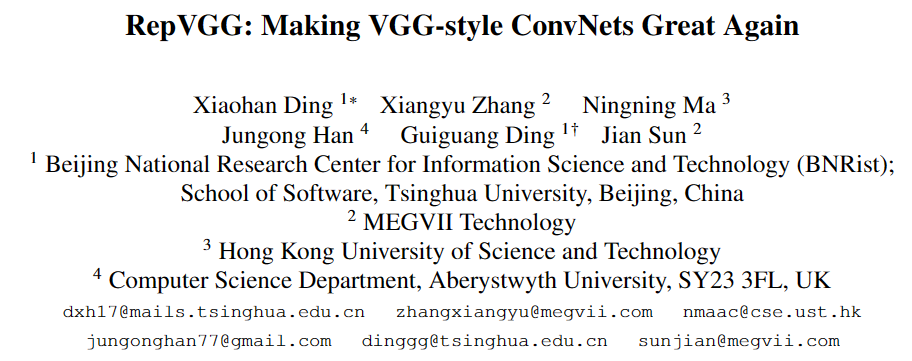 RepVGG: Making VGG-style ConvNets Great Again
Xiaohan Ding 1* Xiangyu Zhang 2 Ningning Ma 3
Jungong Han 4 Guiguang Ding 1† Jian Sun 2
1 Beijing National Research Center for Information Science and Technology (BNRist);
School of Software, Tsinghua University, Beijing, China
2 MEGVII Technology
3 Hong Kong University of Science and Technology
4 Computer Science Department, Aberystwyth University, SY23 3FL, UK
dxh17@mails.tsinghua.edu.cn zhangxiangyu@megvii.com nmaac@cse.ust.hk
jungonghan77@gmail.com dinggg@tsinghua.edu.cn sunjian@megvii.com